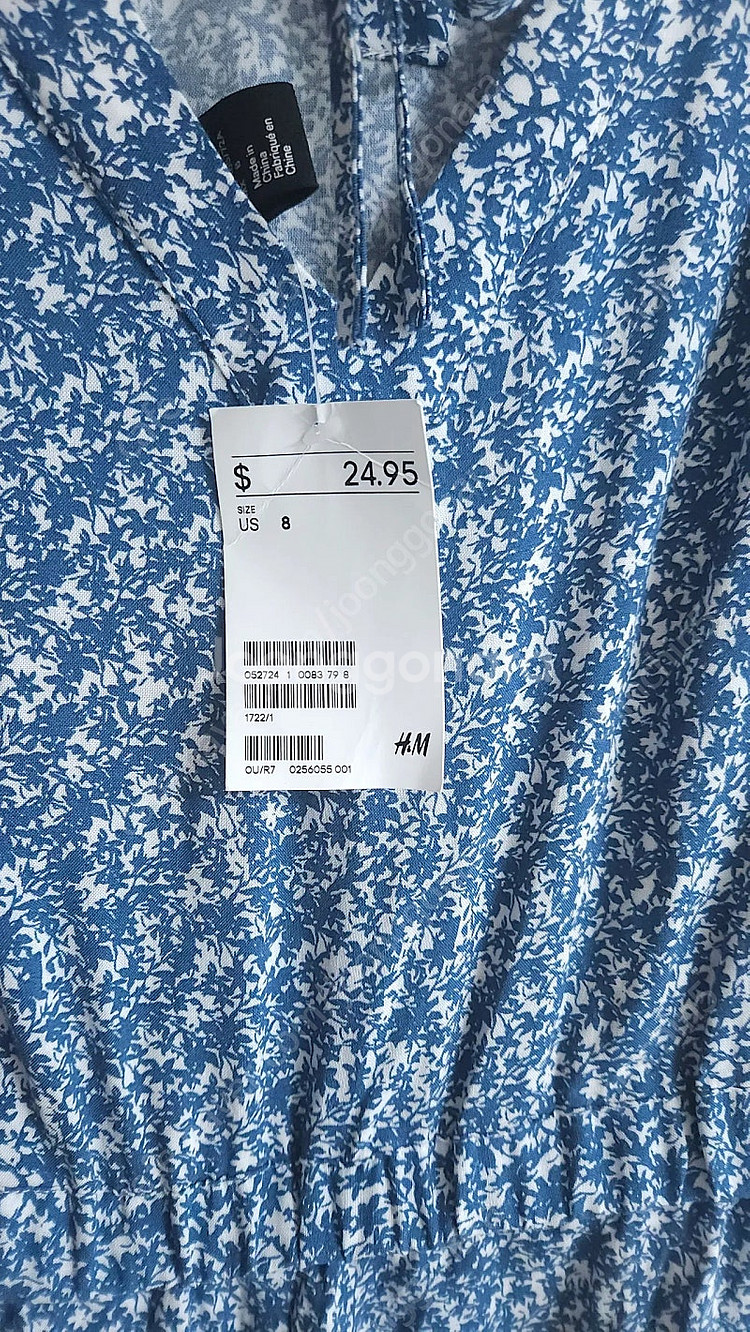 Made in
China
Fabriqué en
Chine
$ 24.95
SIZE
US 8
052724 1 0083 79 8
1722/1
H&M
OU/R7 0256055 001